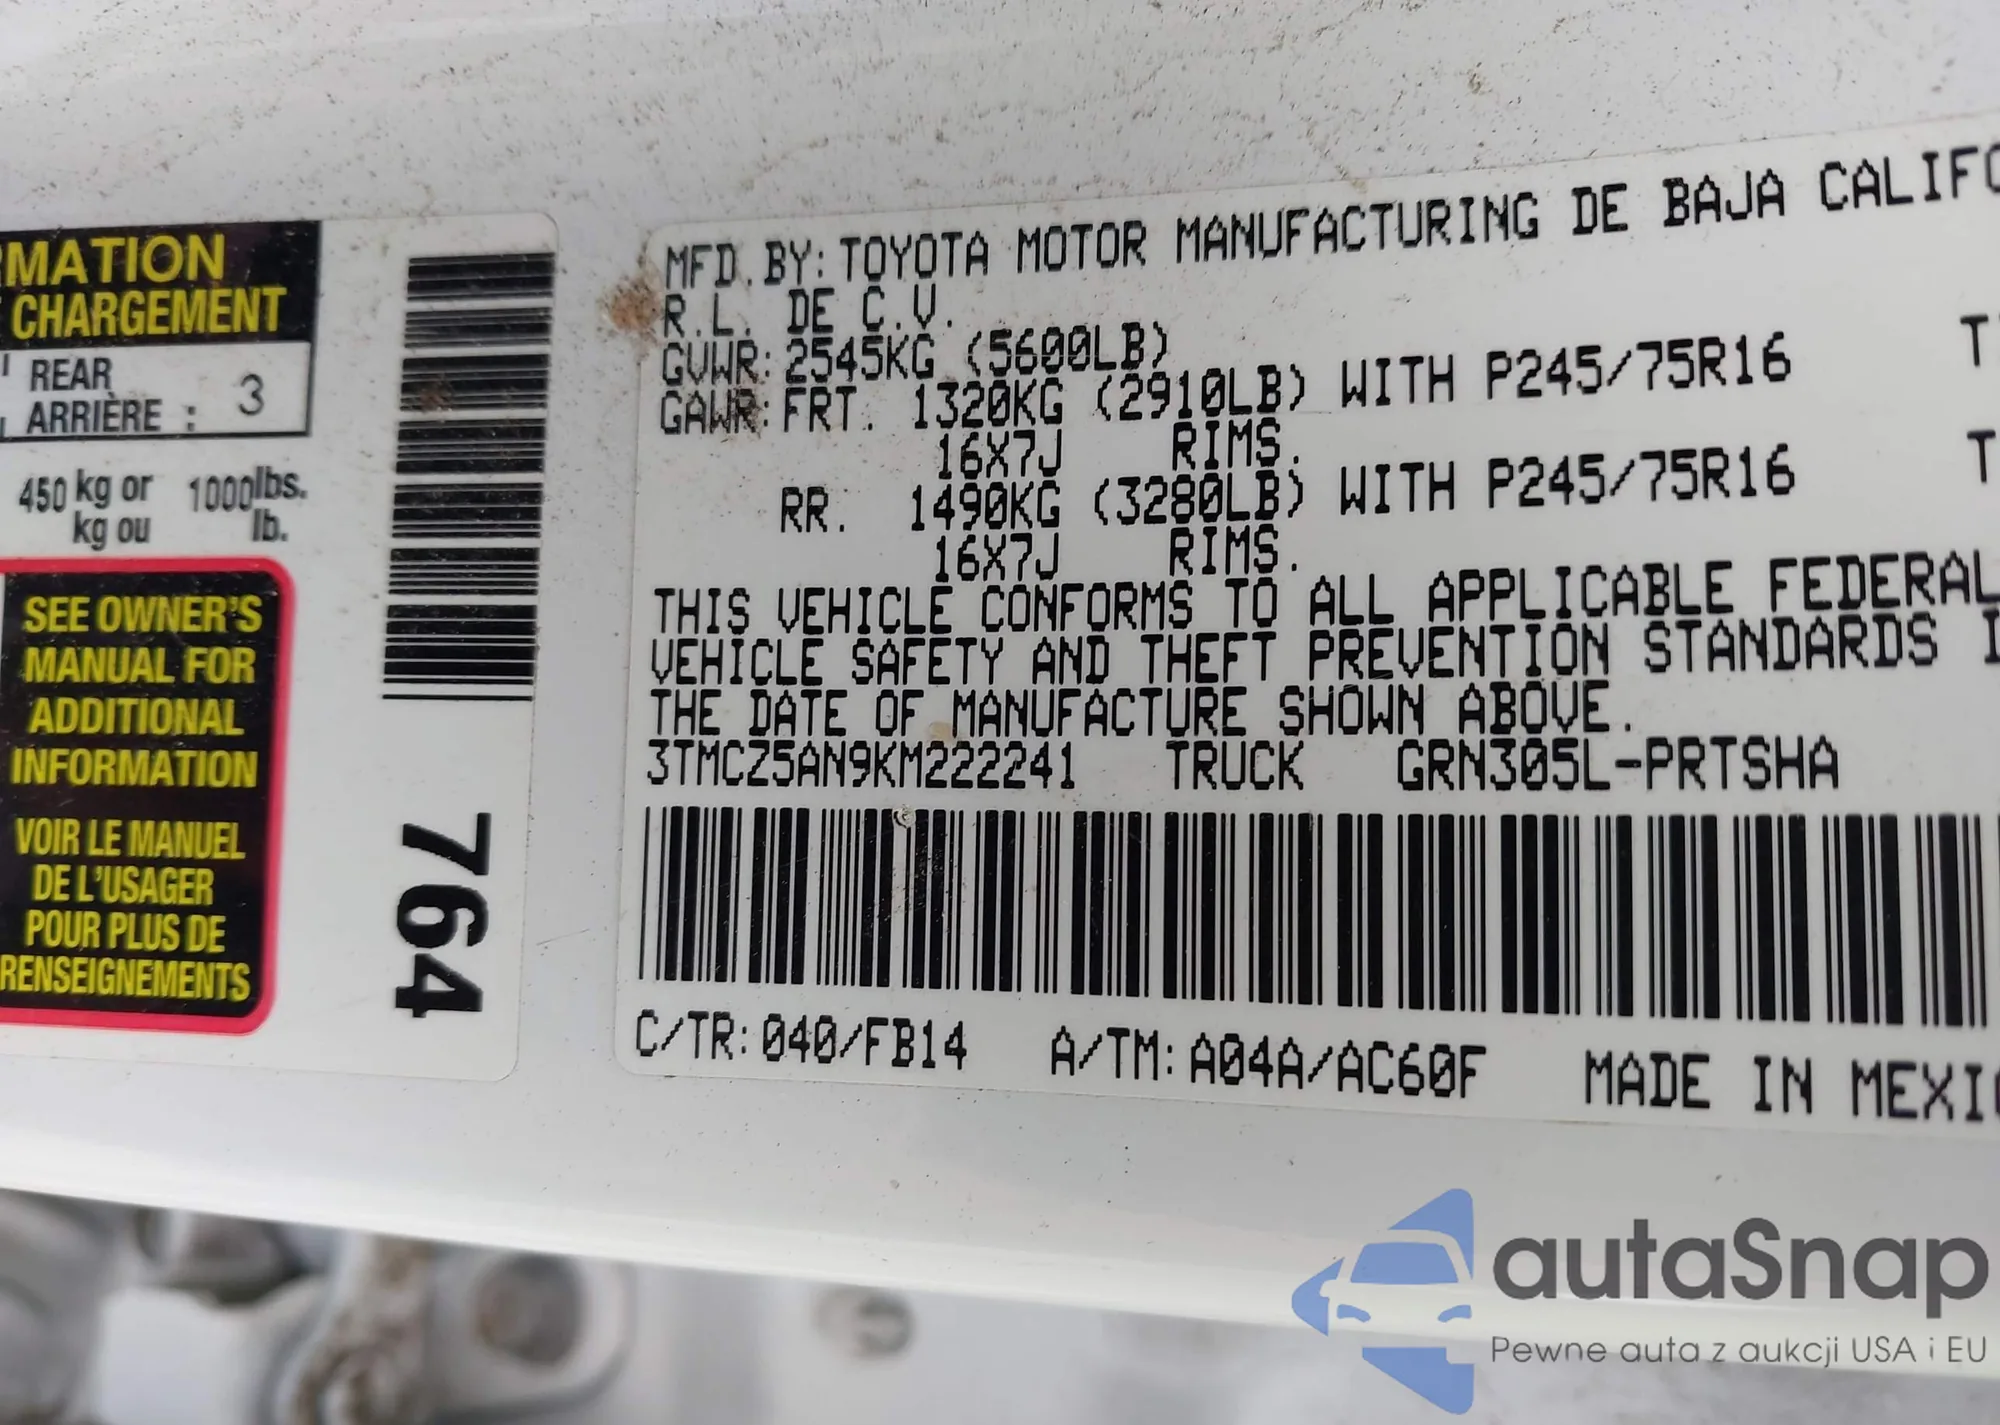 RMATION
CHARGEMENT
REAR
ARRIÈRE : 3
450 kg or 1000 lbs.
kg ou lb.
SEE OWNER'S
MANUAL FOR
ADDITIONAL
INFORMATION
VOIR LE MANUEL
DE L'USAGER
POUR PLUS DE
RENSEIGNEMENTS
764
MFD.BY:TOYOTA MOTOR MANUFACTURING DE BAJA CALIFO
R.L. DE C.V.
GVWR:2545KG (5600LB)
GAWR:FRT. 1320KG (2910LB) WITH P245/75R16 T
16X7J RIMS.
RR. 1490KG (3280LB) WITH P245/75R16 T
16X7J RIMS.
THIS VEHICLE CONFORMS TO ALL APPLICABLE FEDERAL
VEHICLE SAFETY AND THEFT PREVENTION STANDARDS I
THE DATE OF MANUFACTURE SHOWN ABOVE.
3TMCZ5AN9KM222241 TRUCK GRN305L-PRTSHA
C/TR:040/FB14 A/TM:A04A/AC60F MADE IN MEXIC
autaSnap
Pewne auta z aukcji USA i EU